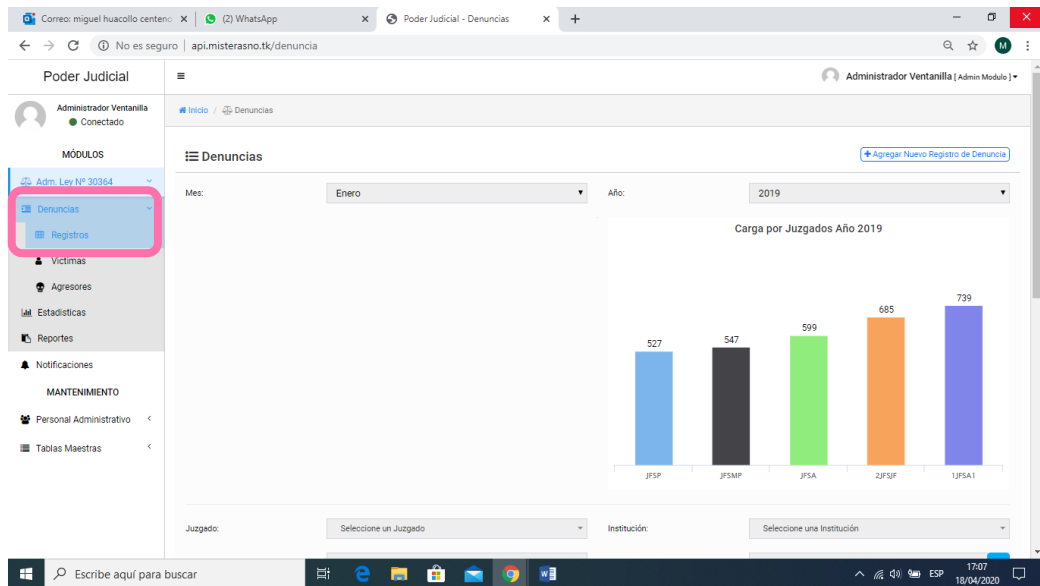 Correo: miguel huacollo centeno
(2) WhatsApp
Poder Judicial - Denuncias
No es seguro | api.misterasno.tk/denuncia
M
Poder Judicial
Administrador Ventanilla [ Admin Modulo ]
Administrador Ventanilla
Conectado
Inicio / Denuncias
MÓDULOS
Adm. Ley Nº 30364
Denuncias
Registros
Victimas
Agresores
Estadisticas
Reportes
Notificaciones
MANTENIMIENTO
Personal Administrativo
Tablas Maestras
Denuncias
+ Agregar Nuevo Registro de Denuncia
Mes: Enero Año: 2019
Carga por Juzgados Año 2019
527 547 599 685 739
JFSP JFSMP JFSA 2JFSJF 1JFSA1
Juzgado: Seleccione un Juzgado Institución: Seleccione una Institución
Escribe aquí para buscar
ESP
17:07
18/04/2020